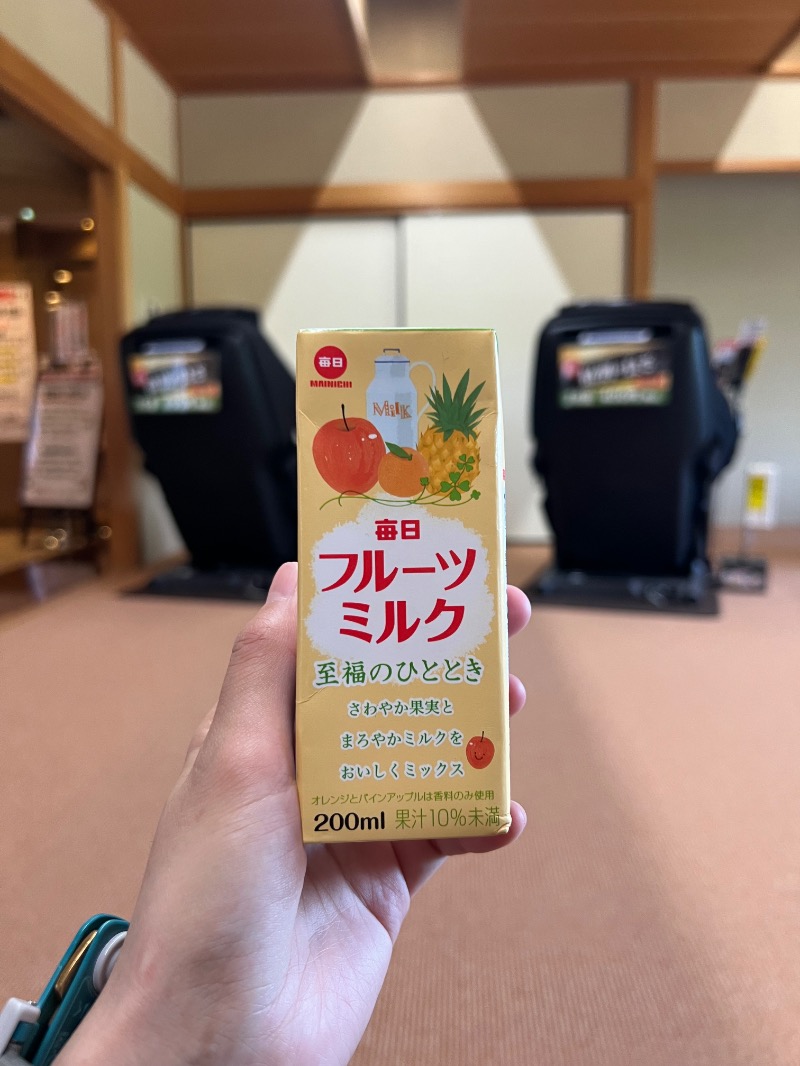 毎日
MAINICHI
MILK
毎日
フルーツ
ミルク
至福のひととき
さわやか果実と
まろやかミルクを
おいしくミックス
オレンジとパインアップルは香料のみ使用
200ml 果汁10%未満